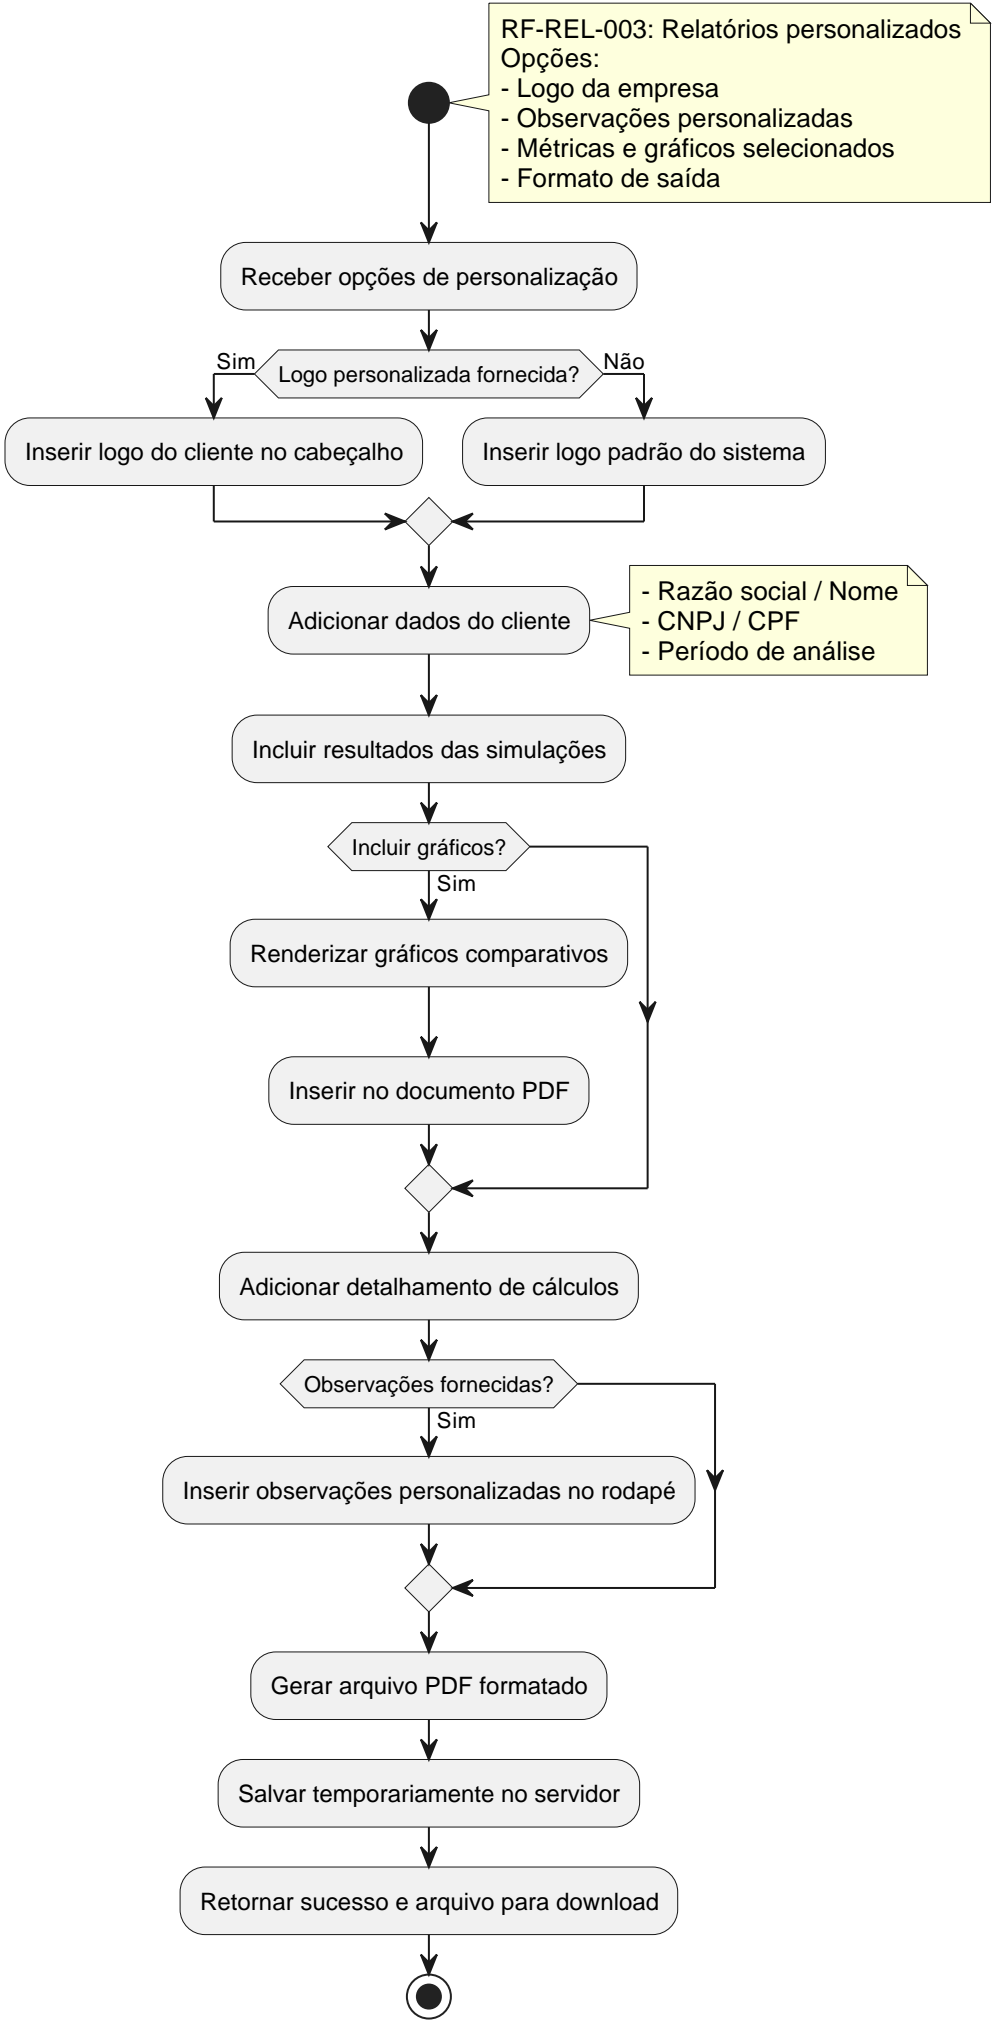 RF-REL-003: Relatórios personalizados
Opções:
- Logo da empresa
- Observações personalizadas
- Métricas e gráficos selecionados
- Formato de saída
Receber opções de personalização
Logo personalizada fornecida?
Sim
Não
Inserir logo do cliente no cabeçalho
Inserir logo padrão do sistema
Adicionar dados do cliente
- Razão social / Nome
- CNPJ / CPF
- Período de análise
Incluir resultados das simulações
Incluir gráficos?
Sim
Renderizar gráficos comparativos
Inserir no documento PDF
Adicionar detalhamento de cálculos
Observações fornecidas?
Sim
Inserir observações personalizadas no rodapé
Gerar arquivo PDF formatado
Salvar temporariamente no servidor
Retornar sucesso e arquivo para download